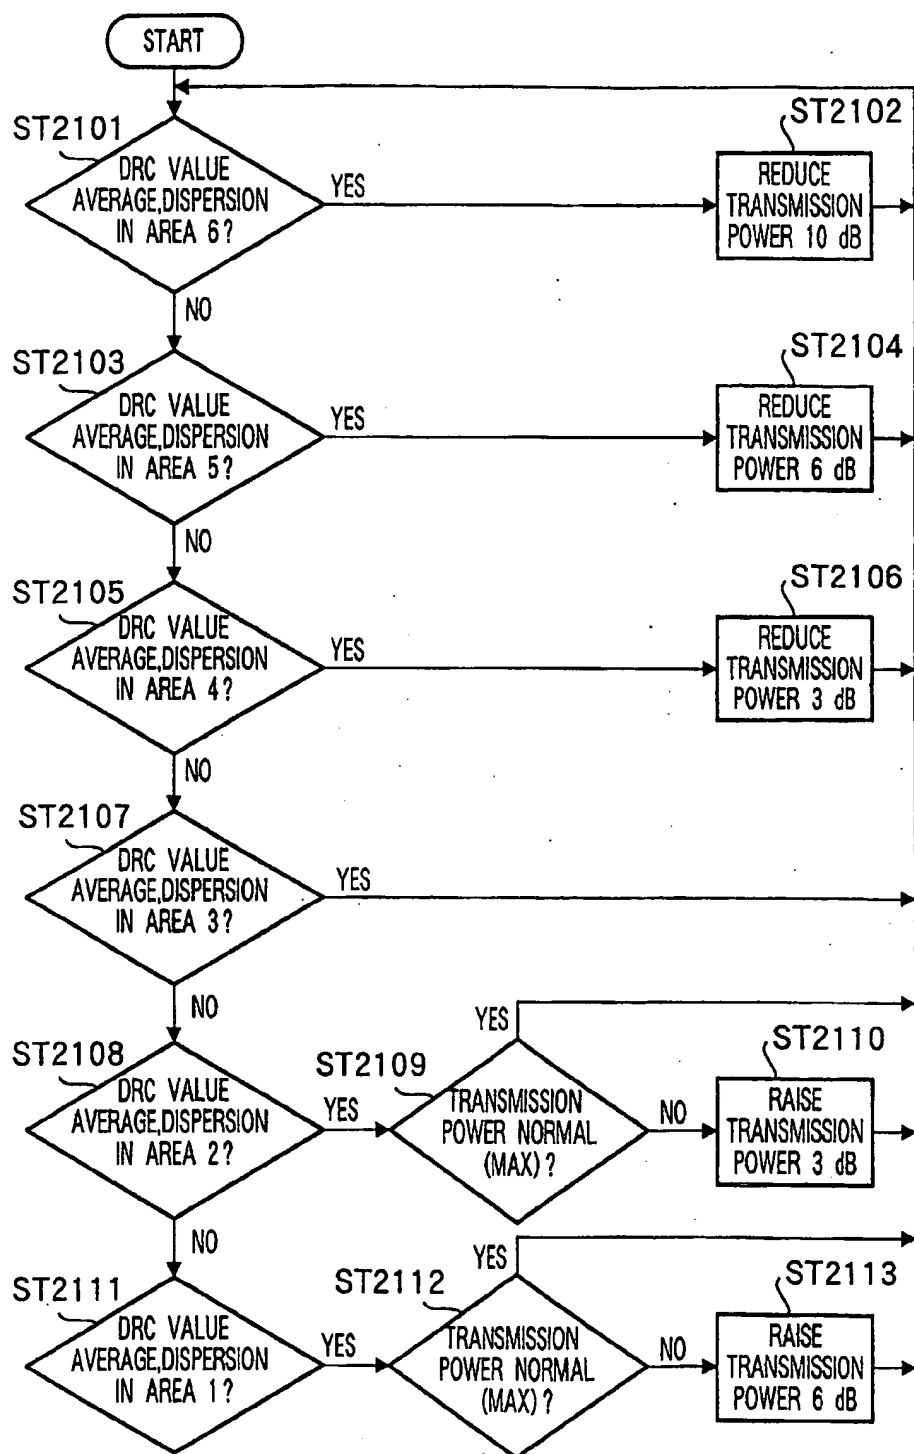 START
ST2101
DRC VALUE
AVERAGE,DISPERSION
IN AREA 6?
YES
ST2102
REDUCE
TRANSMISSION
POWER 10 dB
NO
ST2103
DRC VALUE
AVERAGE,DISPERSION
IN AREA 5?
YES
ST2104
REDUCE
TRANSMISSION
POWER 6 dB
NO
ST2105
DRC VALUE
AVERAGE,DISPERSION
IN AREA 4?
YES
ST2106
REDUCE
TRANSMISSION
POWER 3 dB
NO
ST2107
DRC VALUE
AVERAGE,DISPERSION
IN AREA 3?
YES
NO
ST2108
DRC VALUE
AVERAGE,DISPERSION
IN AREA 2?
YES
ST2109
TRANSMISSION
POWER NORMAL
(MAX)?
YES
NO
ST2110
RAISE
TRANSMISSION
POWER 3 dB
NO
ST2111
DRC VALUE
AVERAGE,DISPERSION
IN AREA 1?
YES
ST2112
TRANSMISSION
POWER NORMAL
(MAX)?
YES
NO
ST2113
RAISE
TRANSMISSION
POWER 6 dB